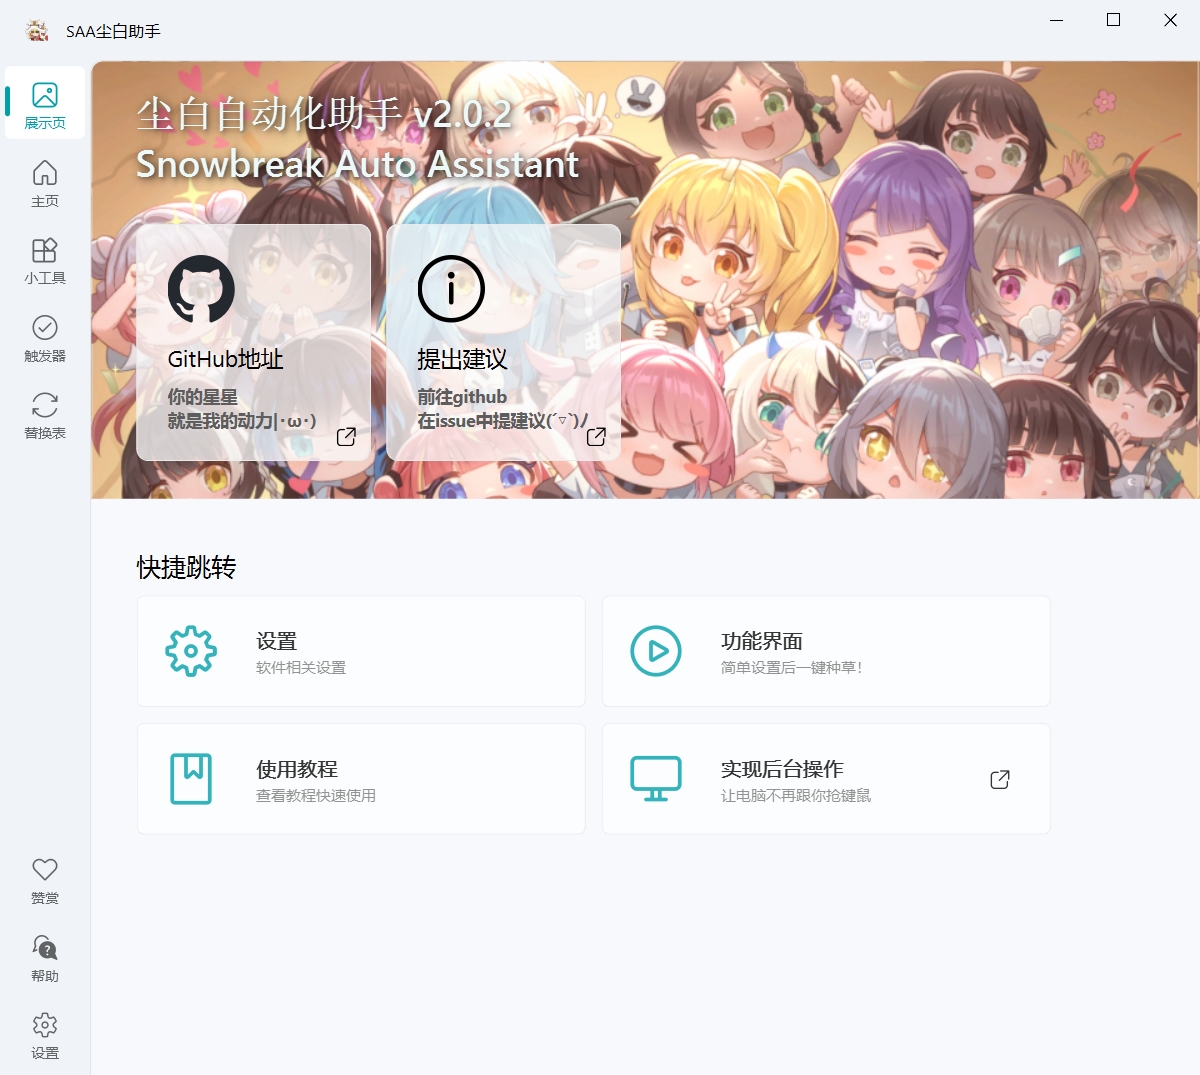 SAA尘白助手
展示页
主页
小工具
触发器
替换表
赞赏
帮助
设置
尘白自动化助手 v2.0.2
Snowbreak Auto Assistant
GitHub地址
你的星星
就是我的动力|･ω･)
提出建议
前往github
在issue中提建议(´▿`)ﾉ
快捷跳转
设置
软件相关设置
功能界面
简单设置后一键种草！
使用教程
查看教程快速使用
实现后台操作
让电脑不再跟你抢键鼠